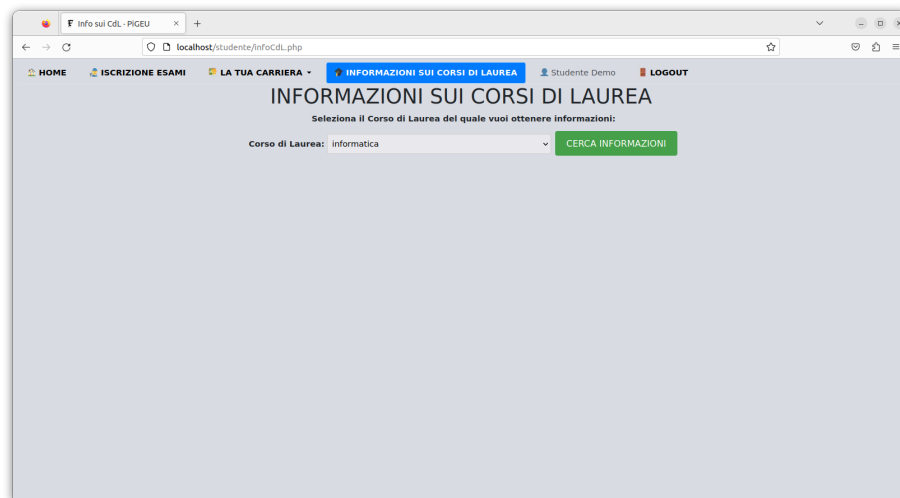 Info sui CdL - PiGEU
localhost/studente/infoCdL.php
HOME ISCRIZIONE ESAMI LA TUA CARRIERA INFORMAZIONI SUI CORSI DI LAUREA Studente Demo LOGOUT
INFORMAZIONI SUI CORSI DI LAUREA
Seleziona il Corso di Laurea del quale vuoi ottenere informazioni:
Corso di Laurea: informatica CERCA INFORMAZIONI